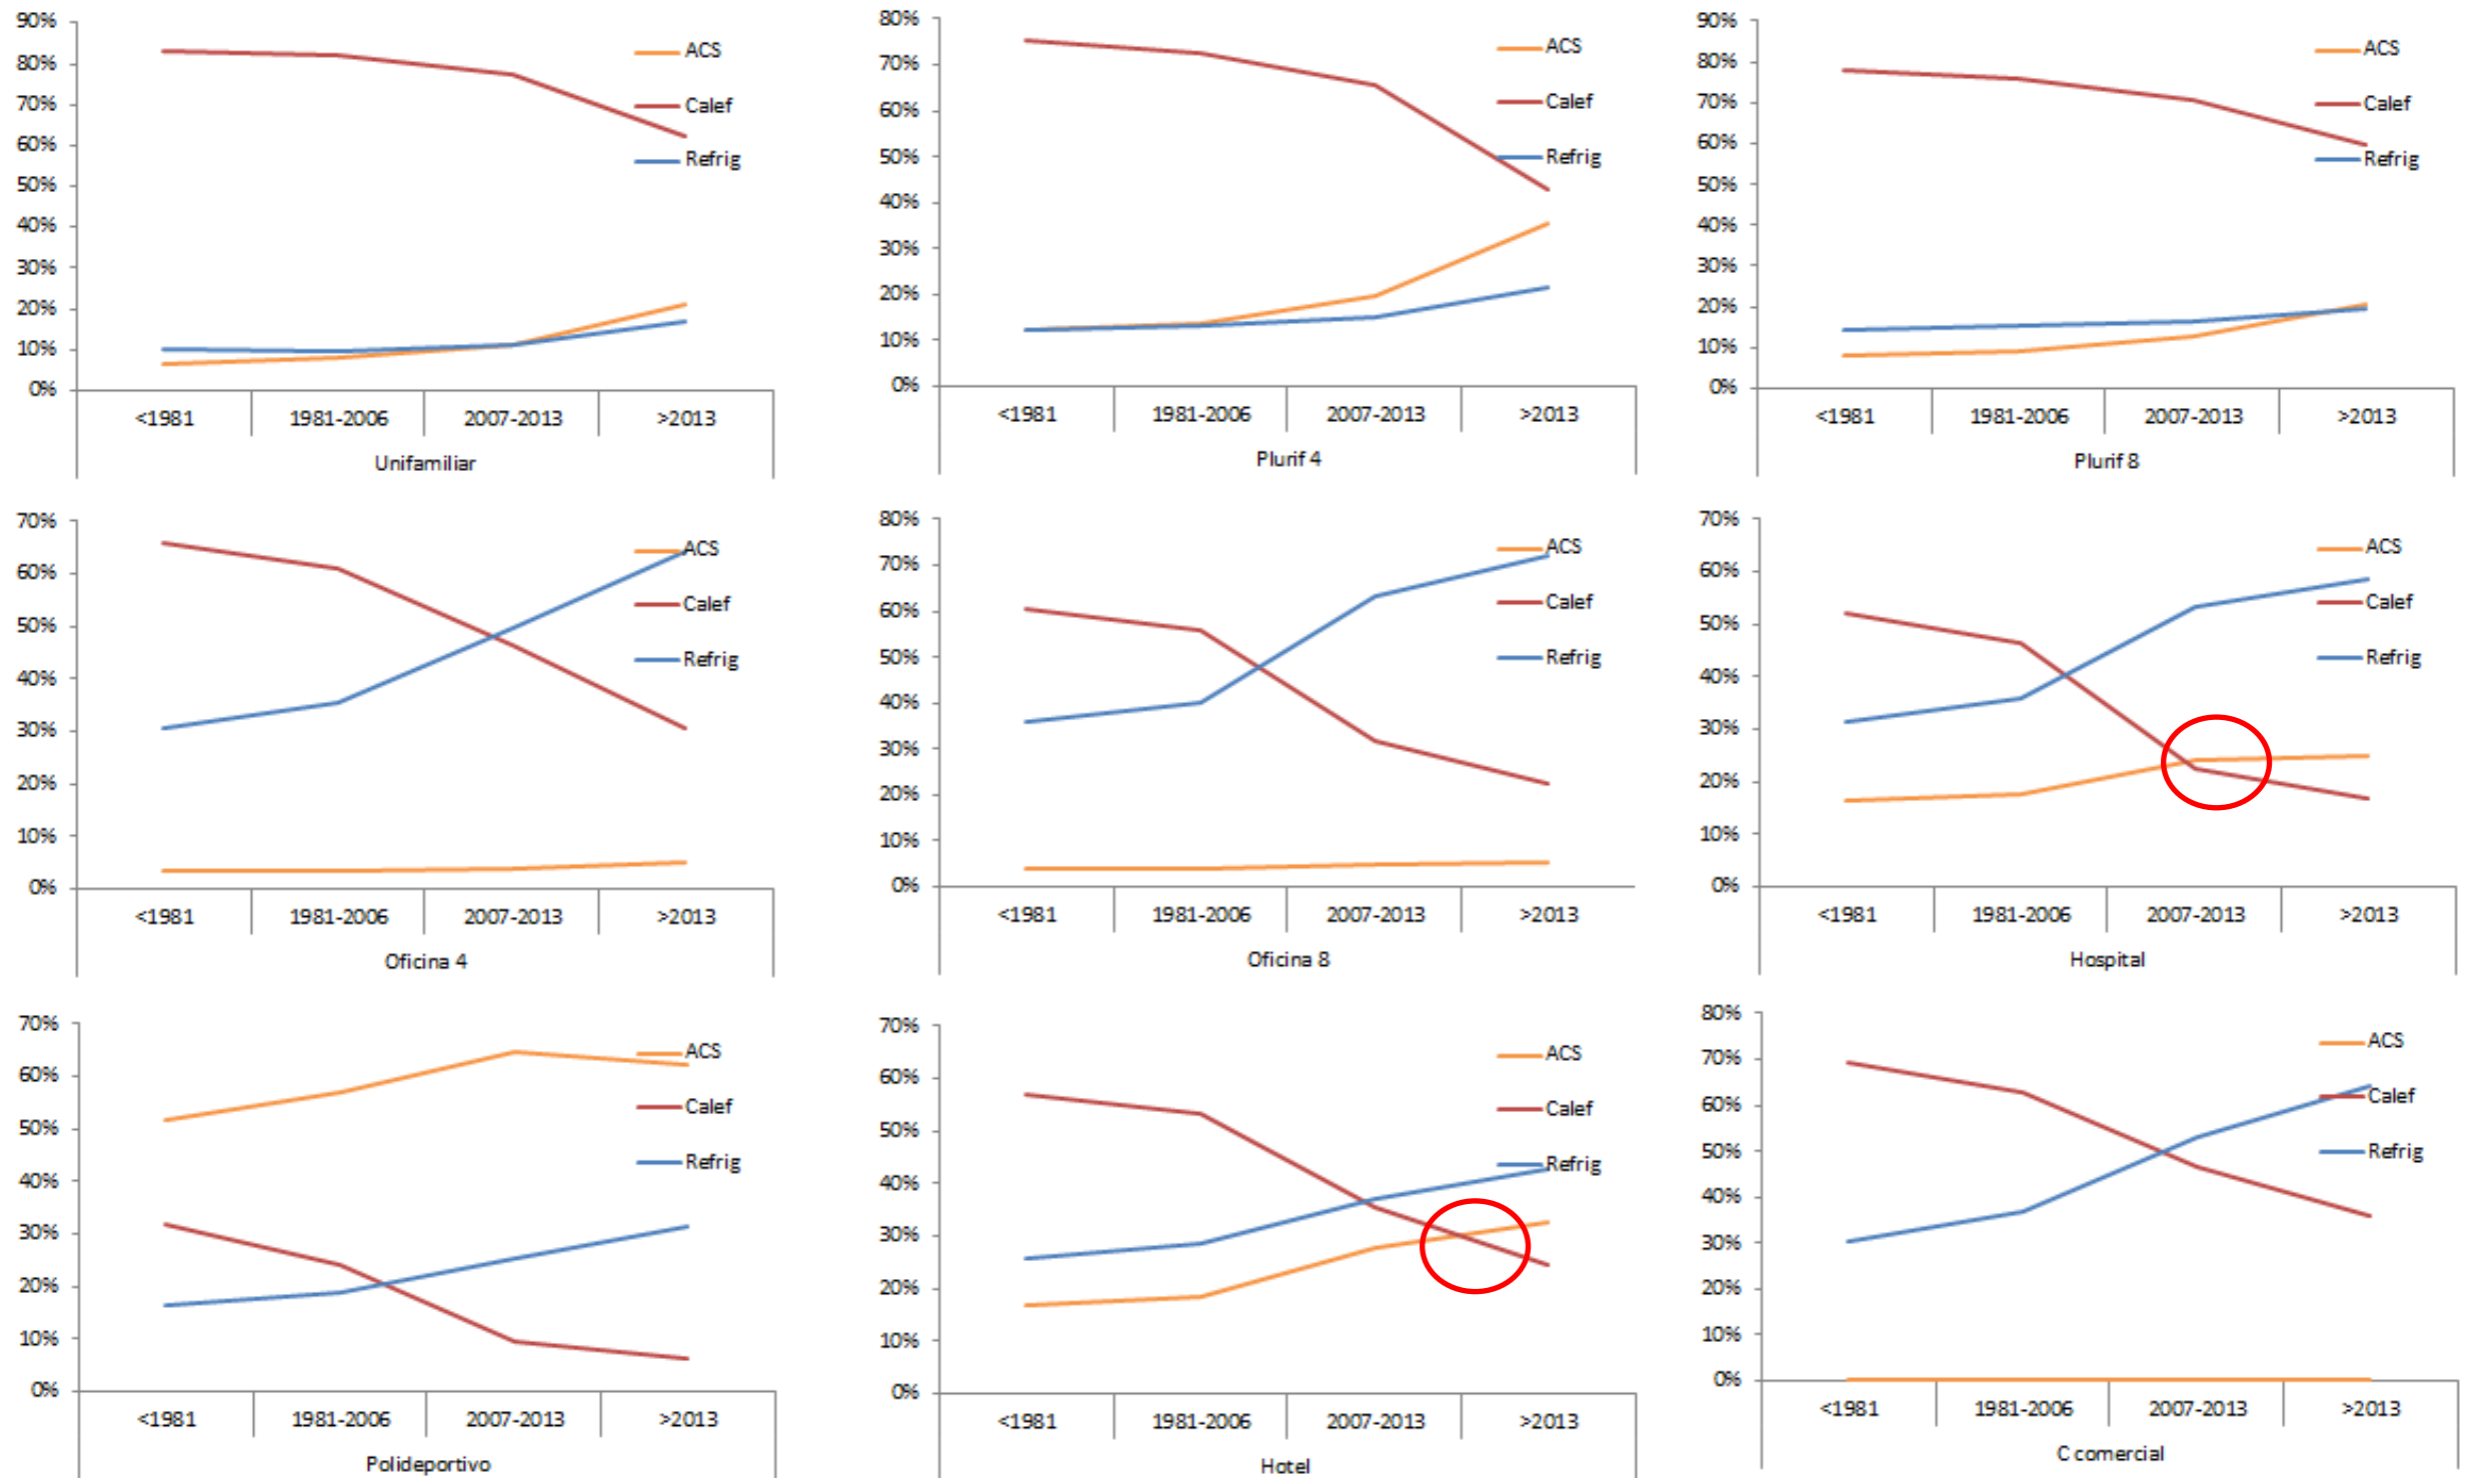 90%
80%
70%
60%
50%
40%
30%
20%
10%
0%
ACS
Calef
Refrig
<1981 1981-2006 2007-2013 >2013
Unifamiliar
80%
70%
60%
50%
40%
30%
20%
10%
0%
ACS
Calef
Refrig
<1981 1981-2006 2007-2013 >2013
Plurif 4
90%
80%
70%
60%
50%
40%
30%
20%
10%
0%
ACS
Calef
Refrig
<1981 1981-2006 2007-2013 >2013
Plurif 8
70%
60%
50%
40%
30%
20%
10%
0%
ACS
Calef
Refrig
<1981 1981-2006 2007-2013 >2013
Oficina 4
80%
70%
60%
50%
40%
30%
20%
10%
0%
ACS
Calef
Refrig
<1981 1981-2006 2007-2013 >2013
Oficina 8
70%
60%
50%
40%
30%
20%
10%
0%
ACS
Calef
Refrig
<1981 1981-2006 2007-2013 >2013
Hospital
70%
60%
50%
40%
30%
20%
10%
0%
ACS
Calef
Refrig
<1981 1981-2006 2007-2013 >2013
Polideportivo
70%
60%
50%
40%
30%
20%
10%
0%
ACS
Calef
Refrig
<1981 1981-2006 2007-2013 >2013
Hotel
80%
70%
60%
50%
40%
30%
20%
10%
0%
ACS
Calef
Refrig
<1981 1981-2006 2007-2013 >2013
C comercial